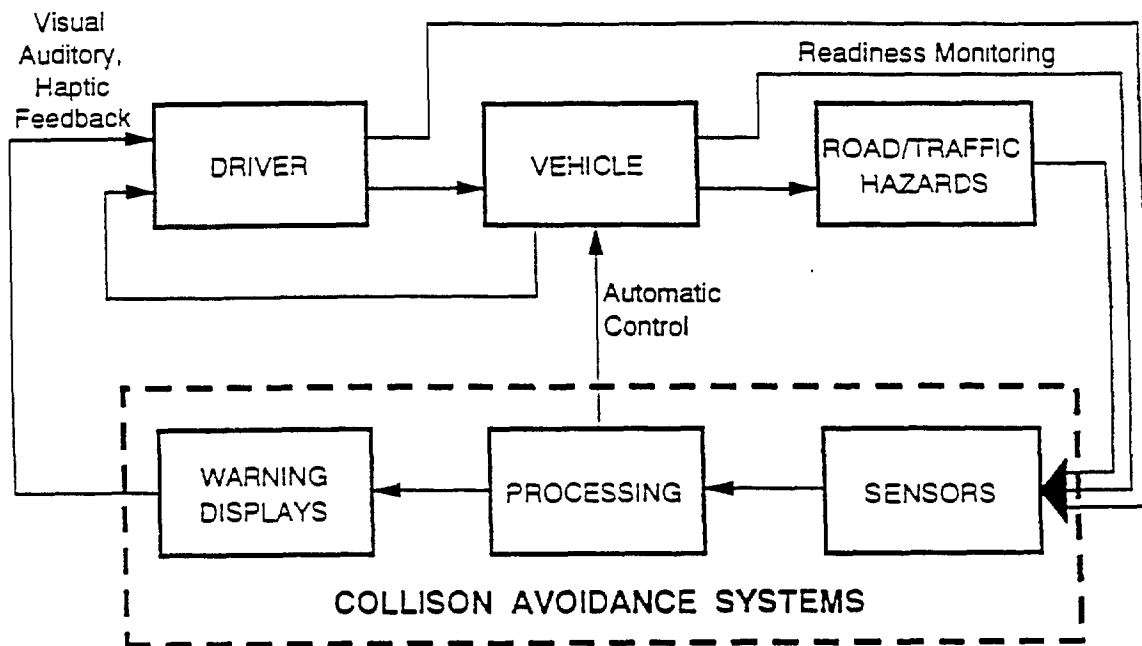 Visual
Auditory,
Haptic
Feedback
Readiness Monitoring
DRIVER
VEHICLE
ROAD/TRAFFIC
HAZARDS
Automatic
Control
WARNING
DISPLAYS
PROCESSING
SENSORS
COLLISON AVOIDANCE SYSTEMS